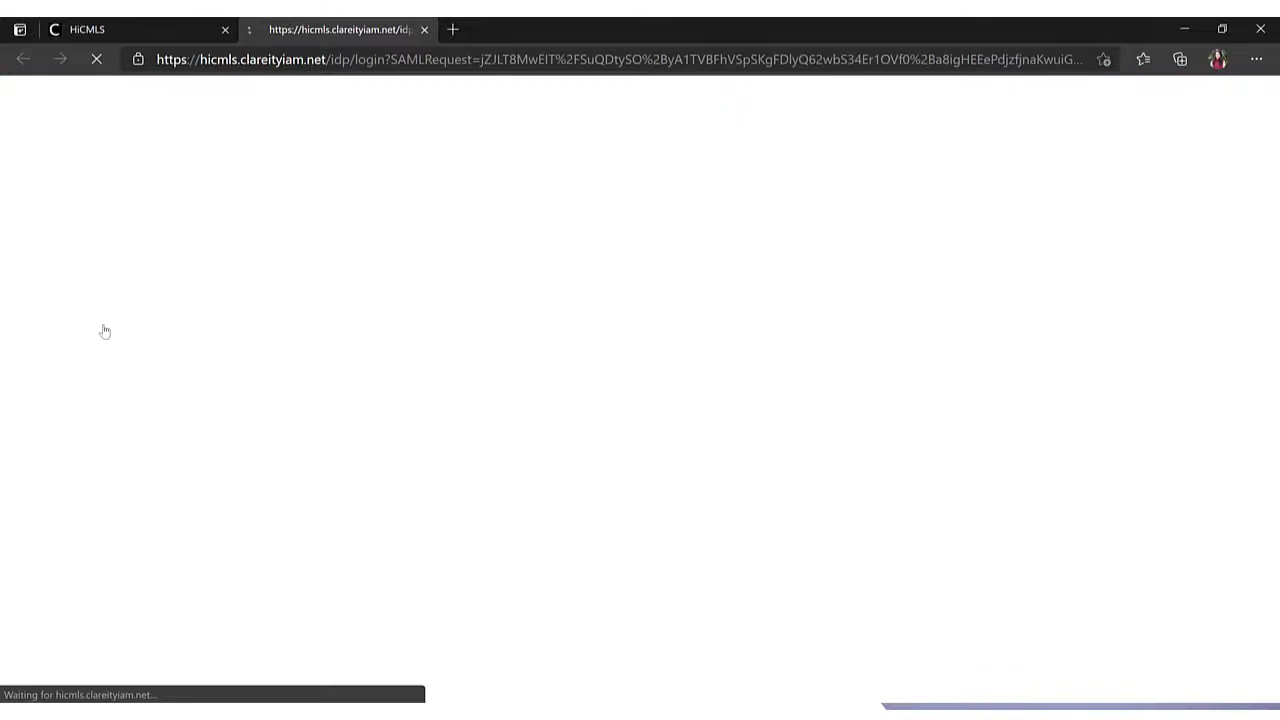 HiCMLS
https://hicmls.clareityiam.net/idp
https://hicmls.clareityiam.net/idp/login?SAMLRequest=jZJLT8MwEIT%2FSuQDtySO%2ByA1TVBFhVSpSKgFDlyQ62wbS34Er1OVf0%2Ba8igHEEePdjzfjnaKwuiG...
Waiting for hicmls.clareityiam.net...